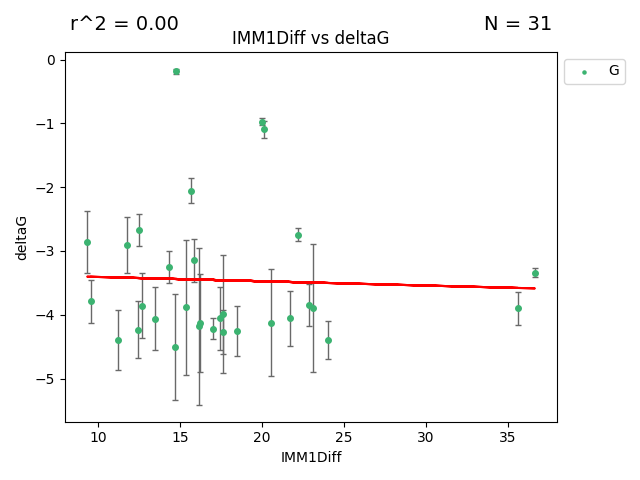 r^2 = 0.00
N = 31
IMM1Diff vs deltaG
G
0
−1
−2
−3
−4
−5
deltaG
10 15 20 25 30 35
IMM1Diff